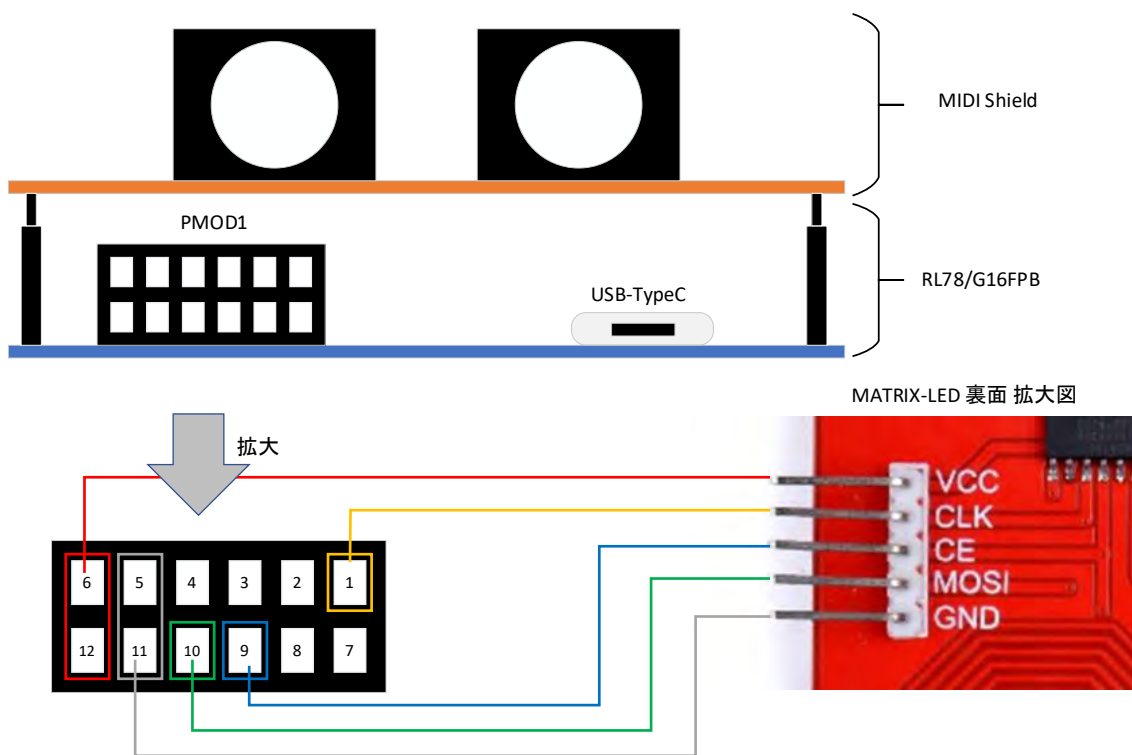 MIDI Shield
PMOD1
RL78/G16FPB
USB-TypeC
MATRIX-LED 裏面 拡大図
拡大
VCC
CLK
CE
MOSI
GND
6 5 4 3 2 1
12 11 10 9 8 7